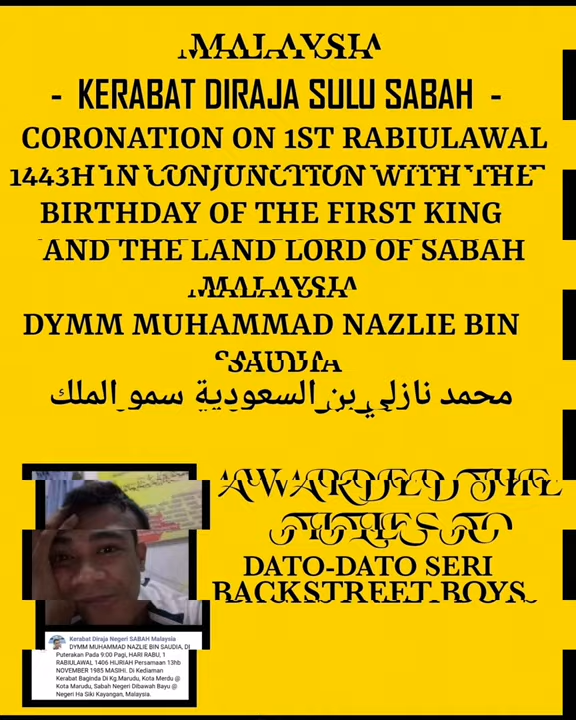 MALAYSIA
- KERABAT DIRAJA SULU SABAH -
CORONATION ON 1ST RABIULAWAL
1443H IN CONJUNCTION WITH THE
BIRTHDAY OF THE FIRST KING
AND THE LAND LORD OF SABAH
MALAYSIA
DYMM MUHAMMAD NAZLIE BIN
SAUDIA
محمد نازلي بن السعودية سمو الملك
AWARDED THE
TITLES TO
DATO-DATO SERI
BACKSTREET BOYS
Kerabat Diraja Negeri SABAH Malaysia
DYMM MUHAMMAD NAZLIE BIN SAUDIA, Di
Puterakan Pada 9:00 Pagi, HARI RABU, 1
RABIULAWAL 1406 HIJRIAH Persamaan 13hb
NOVEMBER 1985 MASIHI. Di Kediaman
Kerabat Baginda Di Kg.Marudu, Kota Merdu @
Kota Marudu, Sabah Negeri Dibawah Bayu @
Negeri Ha Siki Kayangan, Malaysia.